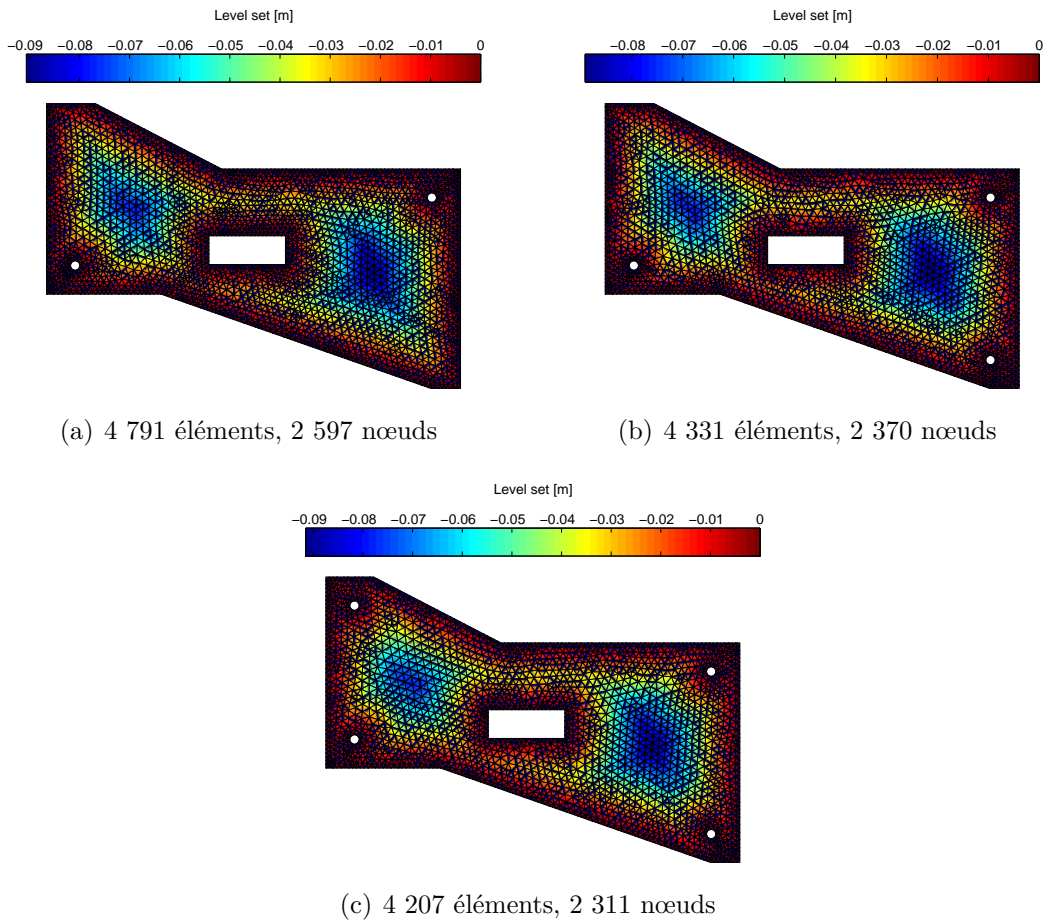 Level set [m]
−0.09 −0.08 −0.07 −0.06 −0.05 −0.04 −0.03 −0.02 −0.01 0
Level set [m]
−0.08 −0.07 −0.06 −0.05 −0.04 −0.03 −0.02 −0.01 0
(a) 4 791 éléments, 2 597 nœuds
(b) 4 331 éléments, 2 370 nœuds
Level set [m]
−0.09 −0.08 −0.07 −0.06 −0.05 −0.04 −0.03 −0.02 −0.01 0
(c) 4 207 éléments, 2 311 nœuds